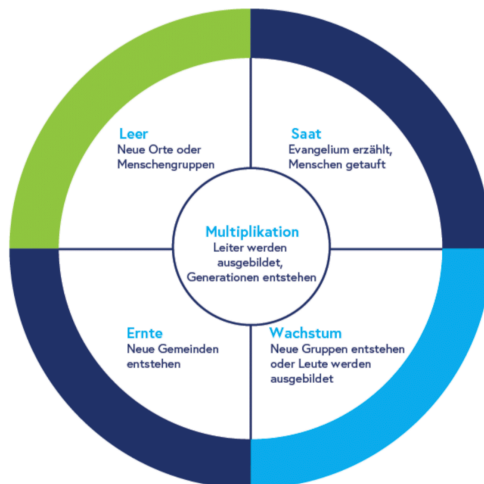 Leer
Neue Orte oder
Menschengruppen
Saat
Evangelium erzählt,
Menschen getauft
Multiplikation
Leiter werden
ausgebildet,
Generationen entstehen
Ernte
Neue Gemeinden
entstehen
Wachstum
Neue Gruppen entstehen
oder Leute werden
ausgebildet